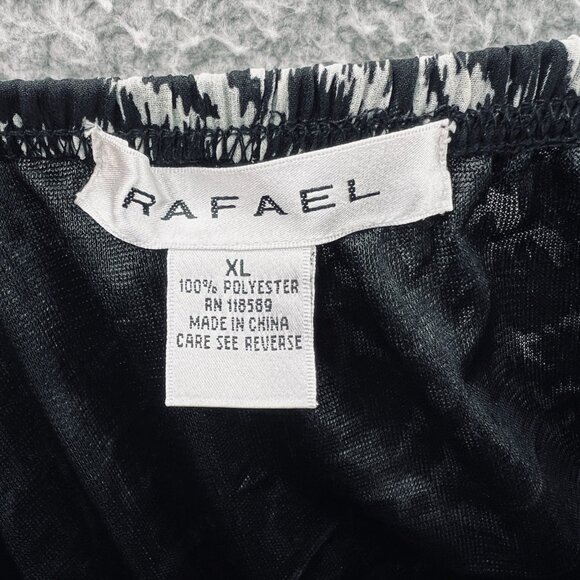 RAFAEL
XL
100% POLYESTER
RN 118589
MADE IN CHINA
CARE SEE REVERSE